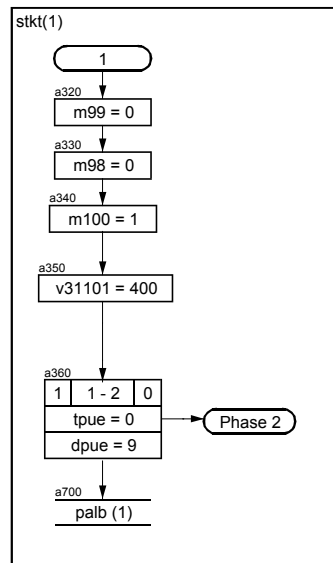 stkt(1)
1
a320
m99 = 0
a330
m98 = 0
a340
m100 = 1
a350
v31101 = 400
a360
1 1 - 2 0
tpue = 0
Phase 2
dpue = 9
a700
palb (1)